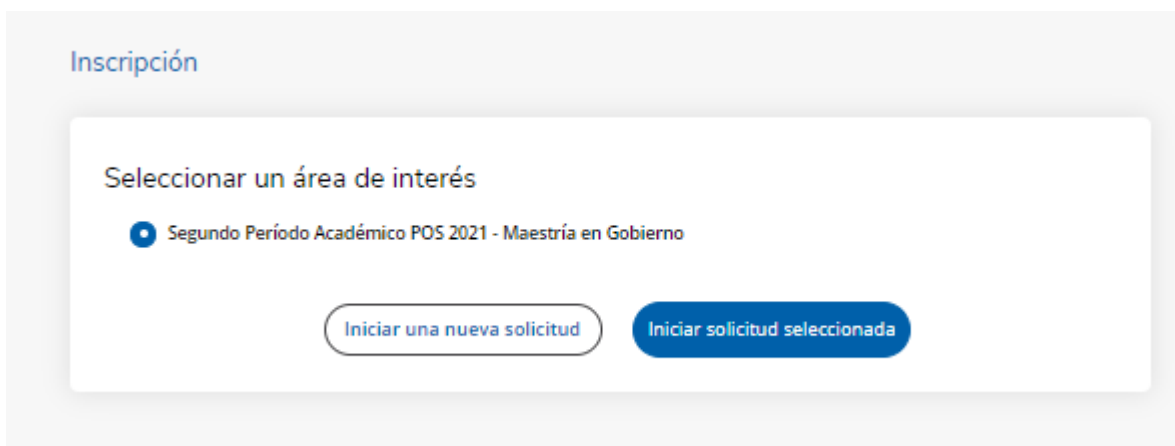 Inscripción
Seleccionar un área de interés
Segundo Período Académico POS 2021 - Maestría en Gobierno
Iniciar una nueva solicitud
Iniciar solicitud seleccionada